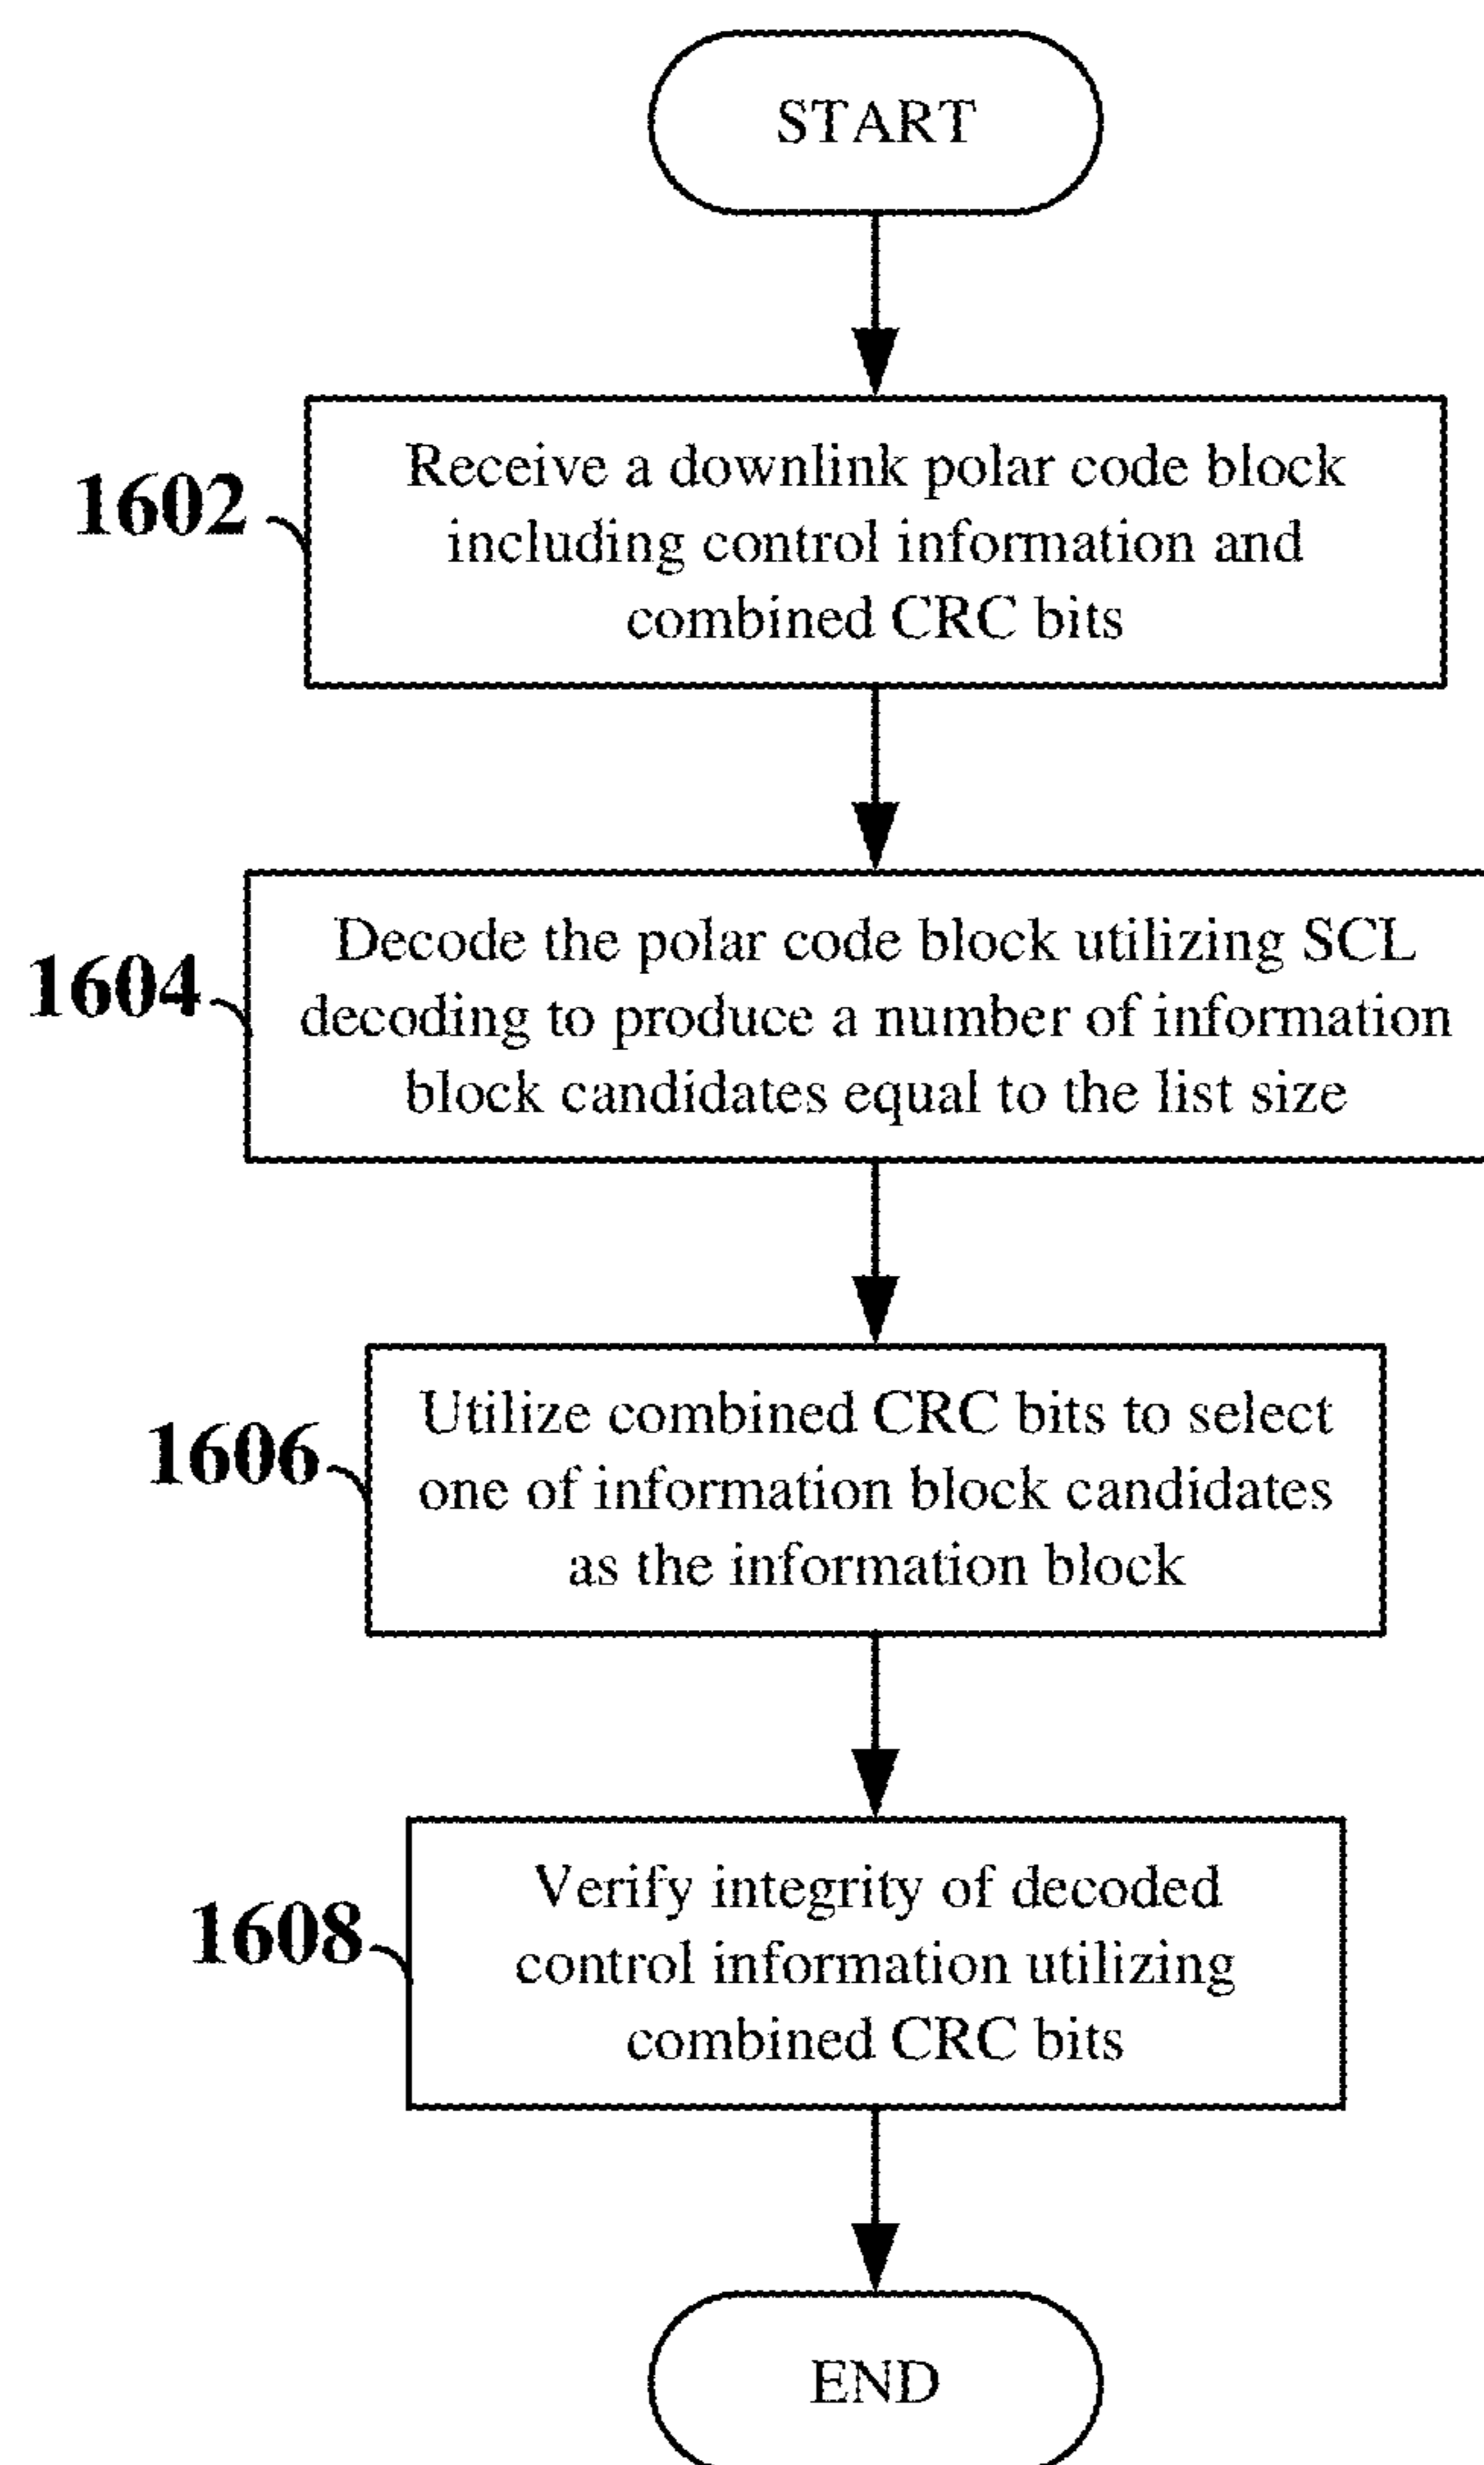 START
1602
Receive a downlink polar code block
including control information and
combined CRC bits
1604
Decode the polar code block utilizing SCL
decoding to produce a number of information
block candidates equal to the list size
1606
Utilize combined CRC bits to select
one of information block candidates
as the information block
1608
Verify integrity of decoded
control information utilizing
combined CRC bits
END